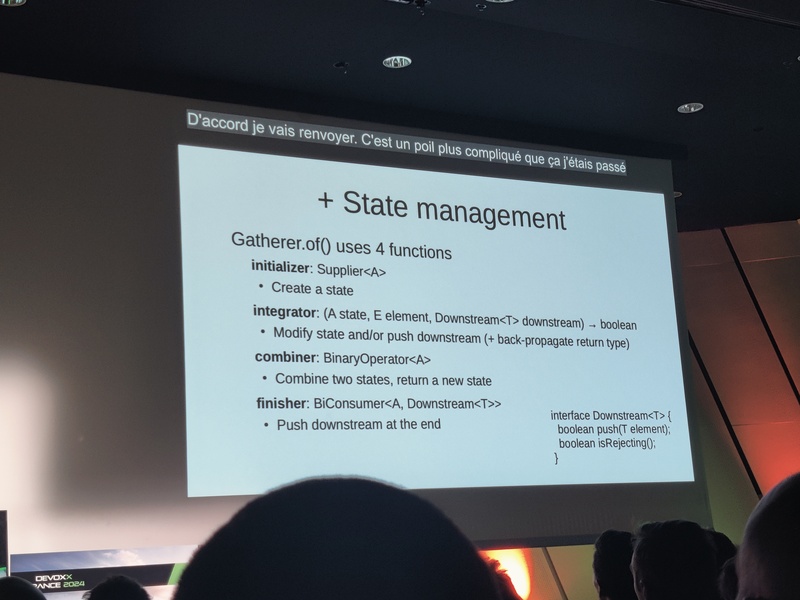 D'accord je vais renvoyer. C'est un poil plus compliqué que ça j'étais passé
+ State management
Gatherer.of() uses 4 functions
initializer: Supplier<A>
• Create a state
integrator: (A state, E element, Downstream<T> downstream) → boolean
• Modify state and/or push downstream (+ back-propagate return type)
combiner: BinaryOperator<A>
• Combine two states, return a new state
finisher: BiConsumer<A, Downstream<T>>
• Push downstream at the end
interface Downstream<T> {
boolean push(T element);
boolean isRejecting();
}
DEVOXX
RANCE 2024